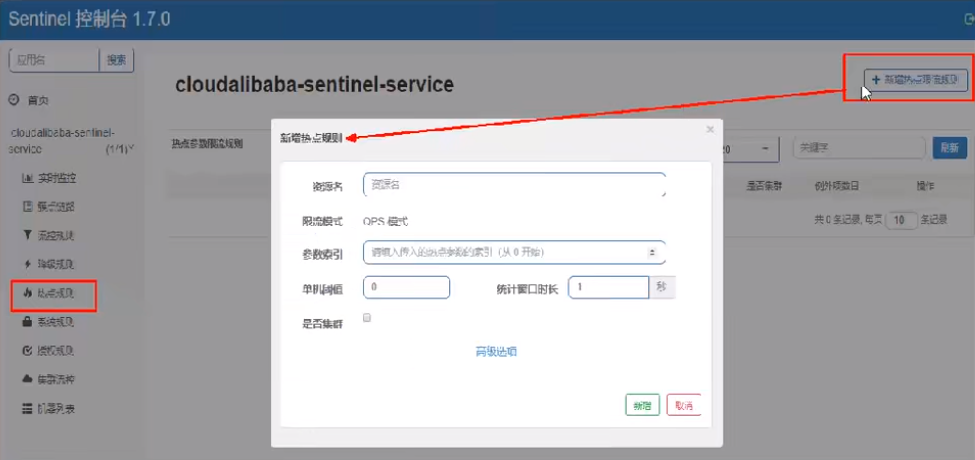 Sentinel 控制台 1.7.0
应用名
搜索
首页
cloudalibaba-sentinel-service
(1/1)
实时监控
簇点链路
流控规则
降级规则
热点规则
系统规则
授权规则
集群流控
机器列表
cloudalibaba-sentinel-service
+ 新增热点限流规则
热点参数限流规则
关键字
刷新
是否集群
例外项数目
操作
共 0 条记录, 每页 10 条记录
新增热点规则
×
资源名
资源名
限流模式
QPS 模式
参数索引
请填入传入的热点参数的索引（从 0 开始）
单机阈值
0
统计窗口时长
1
秒
是否集群
高级选项
新增
取消